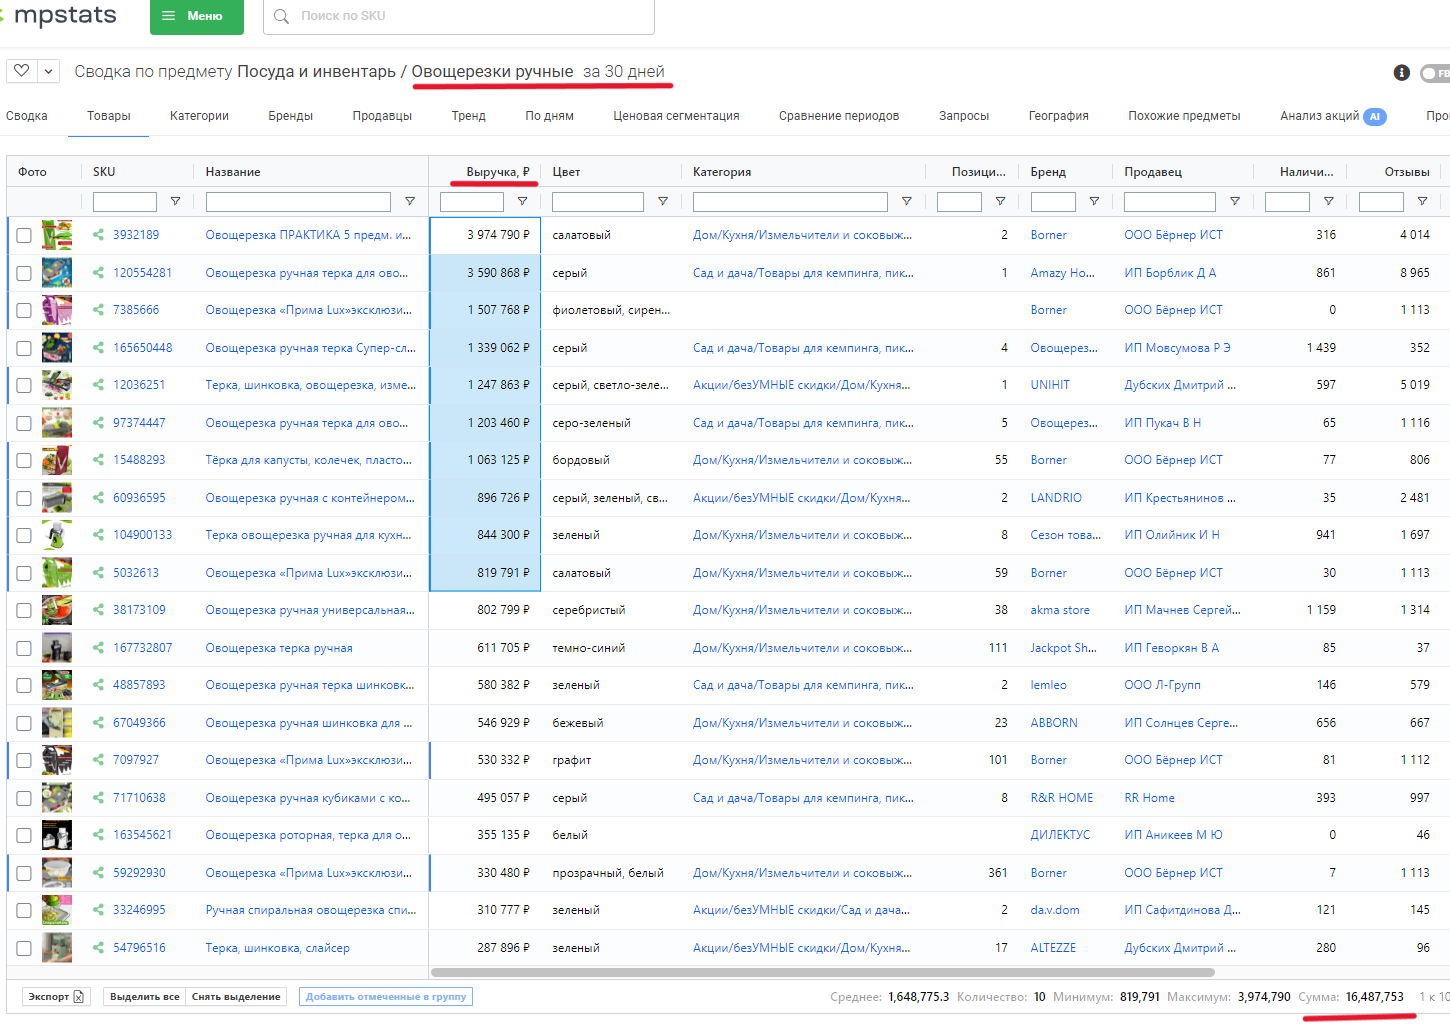 mpstats
Меню
Поиск по SKU
Сводка по предмету Посуда и инвентарь / Овощерезки ручные за 30 дней
Сводка Товары Категории Бренды Продавцы Тренд По дням Ценовая сегментация Сравнение периодов Запросы География Похожие предметы Анализ акций AI
Фото SKU Название Выручка, ₽ Цвет Категория Позици... Бренд Продавец Наличи... Отзывы
3932189 Овощерезка ПРАКТИКА 5 предм. и... 3 974 790 ₽ салатовый Дом/Кухня/Измельчители и соковыж... 2 Borner ООО Бёрнер ИСТ 316 4 014
120554281 Овощерезка ручная терка для ово... 3 590 868 ₽ серый Сад и дача/Товары для кемпинга, пик... 1 Amazy Ho... ИП Борблик Д А 861 8 965
7385666 Овощерезка «Прима Lux»эксклюзи... 1 507 768 ₽ фиолетовый, сирен... Borner ООО Бёрнер ИСТ 0 1 113
165650448 Овощерезка ручная терка Супер-сл... 1 339 062 ₽ серый Сад и дача/Товары для кемпинга, пик... 4 Овощерез... ИП Мовсумова Р Э 1 439 352
12036251 Терка, шинковка, овощерезка, изме... 1 247 863 ₽ серый, светло-зеле... Акции/безУМНЫЕ скидки/Дом/Кухня... 1 UNIHIT Дубских Дмитрий ... 597 5 019
97374447 Овощерезка ручная терка для ово... 1 203 460 ₽ серо-зеленый Сад и дача/Товары для кемпинга, пик... 5 Овощерез... ИП Пукач В Н 65 1 116
15488293 Тёрка для капусты, колечек, пласто... 1 063 125 ₽ бордовый Дом/Кухня/Измельчители и соковыж... 55 Borner ООО Бёрнер ИСТ 77 806
60936595 Овощерезка ручная с контейнером... 896 726 ₽ серый, зеленый, св... Акции/безУМНЫЕ скидки/Дом/Кухня... 2 LANDRIO ИП Крестьянинов ... 35 2 481
104900133 Терка овощерезка ручная для кухн... 844 300 ₽ зеленый Дом/Кухня/Измельчители и соковыж... 8 Сезон това... ИП Олийник И Н 941 1 697
5032613 Овощерезка «Прима Lux»эксклюзи... 819 791 ₽ салатовый Дом/Кухня/Измельчители и соковыж... 59 Borner ООО Бёрнер ИСТ 30 1 113
38173109 Овощерезка ручная универсальная... 802 799 ₽ серебристый Дом/Кухня/Измельчители и соковыж... 38 akma store ИП Мачнев Сергей... 1 159 1 314
167732807 Овощерезка терка ручная 611 705 ₽ темно-синий Дом/Кухня/Измельчители и соковыж... 111 Jackpot Sh... ИП Геворкян В А 85 37
48857893 Овощерезка ручная терка шинковк... 580 382 ₽ зеленый Сад и дача/Товары для кемпинга, пик... 2 lemleo ООО Л-Групп 146 579
67049366 Овощерезка ручная шинковка для ... 546 929 ₽ бежевый Дом/Кухня/Измельчители и соковыж... 23 ABBORN ИП Солнцев Серге... 656 667
7097927 Овощерезка «Прима Lux»эксклюзи... 530 332 ₽ графит Дом/Кухня/Измельчители и соковыж... 101 Borner ООО Бёрнер ИСТ 81 1 112
71710638 Овощерезка ручная кубиками с ко... 495 057 ₽ серый Сад и дача/Товары для кемпинга, пик... 8 R&R HOME RR Home 393 997
163545621 Овощерезка роторная, терка для о... 355 135 ₽ белый ДИЛЕКТУС ИП Аникеев М Ю 0 46
59292930 Овощерезка «Прима Lux»эксклюзи... 330 480 ₽ прозрачный, белый Дом/Кухня/Измельчители и соковыж... 361 Borner ООО Бёрнер ИСТ 7 1 113
33246995 Ручная спиральная овощерезка спи... 310 777 ₽ зеленый Акции/безУМНЫЕ скидки/Сад и дача... 2 da.v.dom ИП Сафитдинова Д... 121 145
54796516 Терка, шинковка, слайсер 287 896 ₽ зеленый Акции/безУМНЫЕ скидки/Дом/Кухня... 17 ALTEZZE Дубских Дмитрий ... 280 96
Экспорт Выделить все Снять выделение Добавить отмеченные в группу Среднее: 1,648,775.3 Количество: 10 Минимум: 819,791 Максимум: 3,974,790 Сумма: 16,487,753 1 к 10